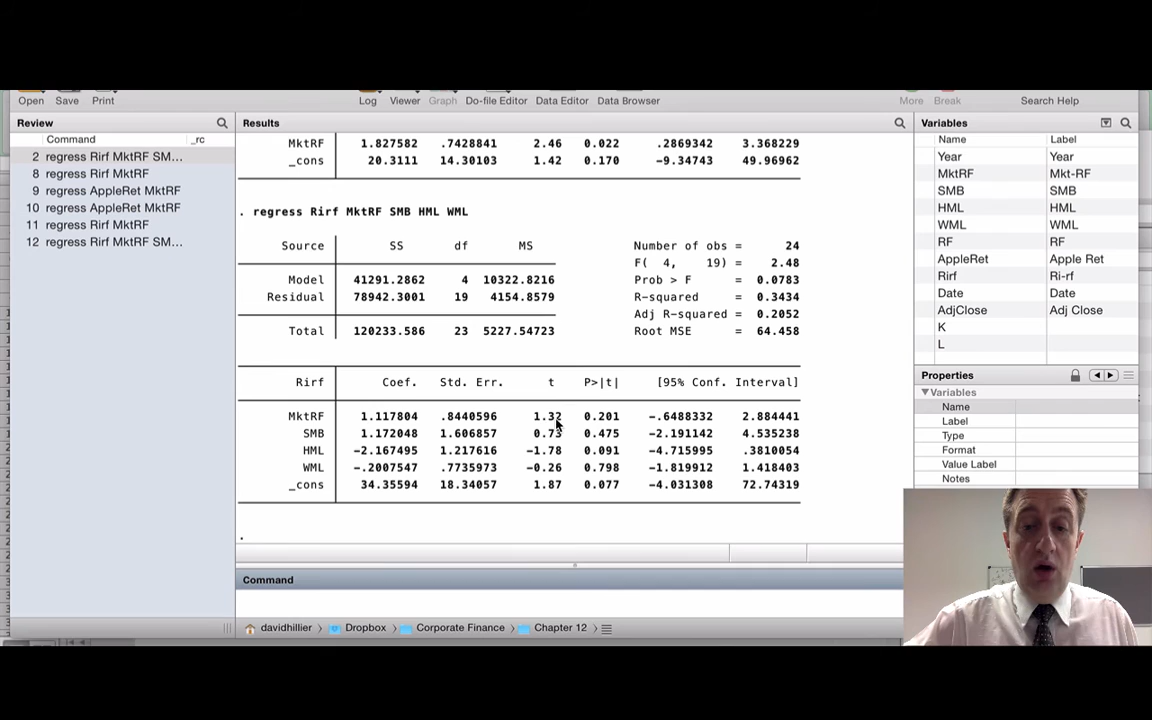 Open Save Print Log Viewer Graph Do-file Editor Data Editor Data Browser More Break Search Help
Review
Command _rc
2 regress Rirf MktRF SM...
8 regress Rirf MktRF
9 regress AppleRet MktRF
10 regress AppleRet MktRF
11 regress Rirf MktRF
12 regress Rirf MktRF SM...
Results
MktRF 1.827582 .7428841 2.46 0.022 .2869342 3.368229
_cons 20.3111 14.30103 1.42 0.170 -9.34743 49.96962
. regress Rirf MktRF SMB HML WML
Source SS df MS Number of obs = 24
F( 4, 19) = 2.48
Model 41291.2862 4 10322.8216 Prob > F = 0.0783
Residual 78942.3001 19 4154.8579 R-squared = 0.3434
Adj R-squared = 0.2052
Total 120233.586 23 5227.54723 Root MSE = 64.458
Rirf Coef. Std. Err. t P>|t| [95% Conf. Interval]
MktRF 1.117804 .8440596 1.32 0.201 -.6488332 2.884441
SMB 1.172048 1.606857 0.73 0.475 -2.191142 4.535238
HML -2.167495 1.217616 -1.78 0.091 -4.715995 .3810054
WML -.2007547 .7735973 -0.26 0.798 -1.819912 1.418403
_cons 34.35594 18.34057 1.87 0.077 -4.031308 72.74319
.
Command
davidhillier Dropbox Corporate Finance Chapter 12
Variables
Name Label
Year Year
MktRF Mkt-RF
SMB SMB
HML HML
WML WML
RF RF
AppleRet Apple Ret
Rirf Ri-rf
Date Date
AdjClose Adj Close
K
L
Properties
Variables
Name
Label
Type
Format
Value Label
Notes